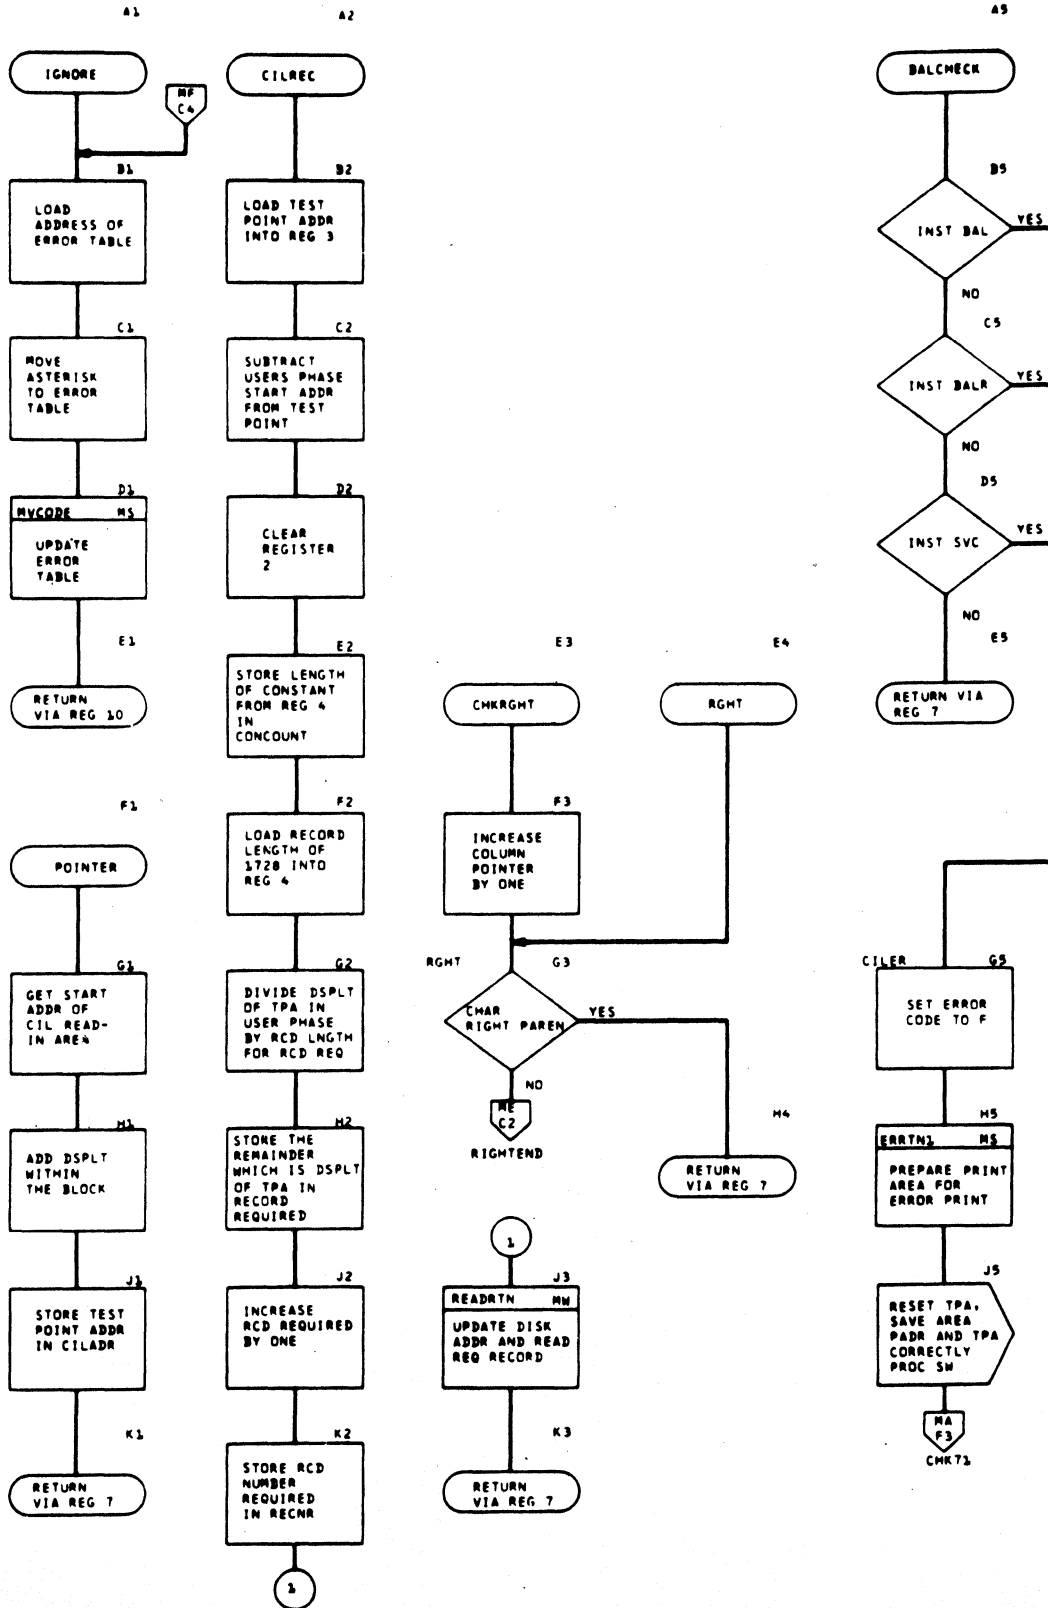 A1
A2
A5
IGNORE
CILREC
BALCHECK
MF
C4
B1
B2
B5
LOAD
ADDRESS OF
ERROR TABLE
LOAD TEST
POINT ADDR
INTO REG 3
INST BAL
YES
NO
C1
C2
C5
MOVE
ASTERISK
TO ERROR
TABLE
SUBTRACT
USERS PHASE
START ADDR
FROM TEST
POINT
INST BALR
YES
NO
D1
D2
D5
MVCODE MS
UPDATE
ERROR
TABLE
CLEAR
REGISTER
2
INST SVC
YES
NO
E1
E2
E3
E4
E5
RETURN
VIA REG 10
STORE LENGTH
OF CONSTANT
FROM REG 4
IN
CONCOUNT
CHKRGHT
RGHT
RETURN VIA
REG 7
F1
F2
F3
POINTER
LOAD RECORD
LENGTH OF
1728 INTO
REG 4
INCREASE
COLUMN
POINTER
BY ONE
G1
G2
RGHT
G3
CILER
G5
GET START
ADDR OF
CIL READ-
IN AREA
DIVIDE DSPLT
OF TPA IN
USER PHASE
BY RCD LNGTH
FOR RCD REQ
CHAR
RIGHT PAREN
YES
NO
SET ERROR
CODE TO F
H1
H2
ME
C2
RIGHTEND
H4
H5
ADD DSPLT
WITHIN
THE BLOCK
STORE THE
REMAINDER
WHICH IS DSPLT
OF TPA IN
RECORD
REQUIRED
RETURN
VIA REG 7
ERRTN1 MS
PREPARE PRINT
AREA FOR
ERROR PRINT
1
J1
J2
J3
J5
STORE TEST
POINT ADDR
IN CILADR
INCREASE
RCD REQUIRED
BY ONE
READRTN MW
UPDATE DISK
ADDR AND READ
REQ RECORD
RESET TPA,
SAVE AREA
PADR AND TPA
CORRECTLY
PROC SW
K1
K2
K3
MA
F3
CHK71
RETURN
VIA REG 7
STORE RCD
NUMBER
REQUIRED
IN RECNR
RETURN
VIA REG 7
1